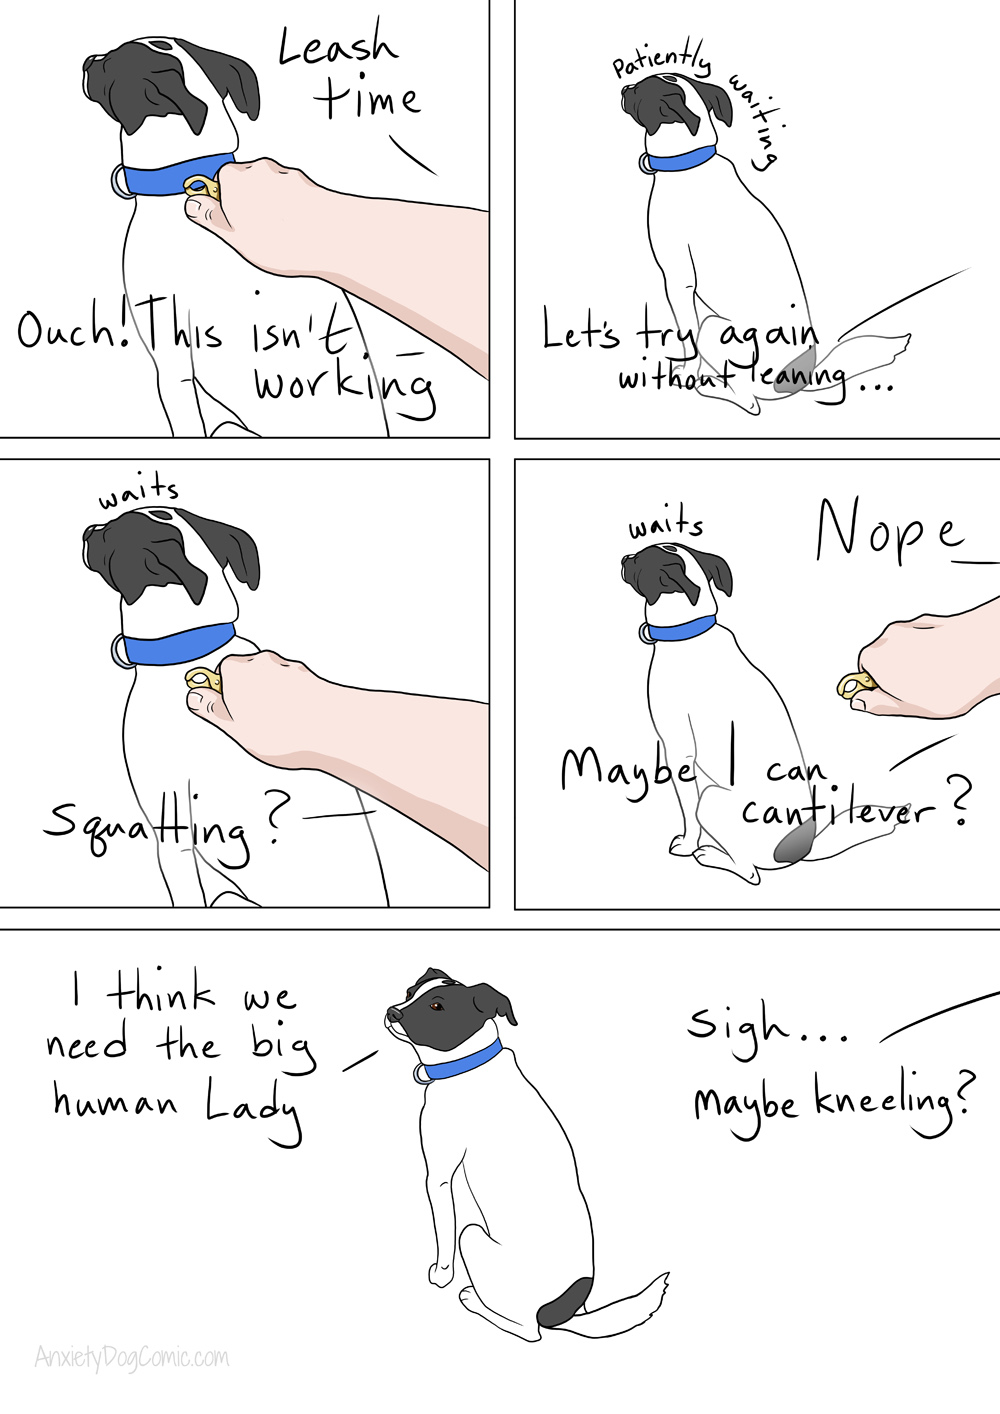 Leash
time
Ouch! This isn't
working
Patiently waiting
Let's try again
without leaning...
waits
Squatting?
waits
Nope
Maybe I can
cantilever?
I think we
need the big
human Lady
Sigh...
Maybe kneeling?
AnxietyDogComic.com